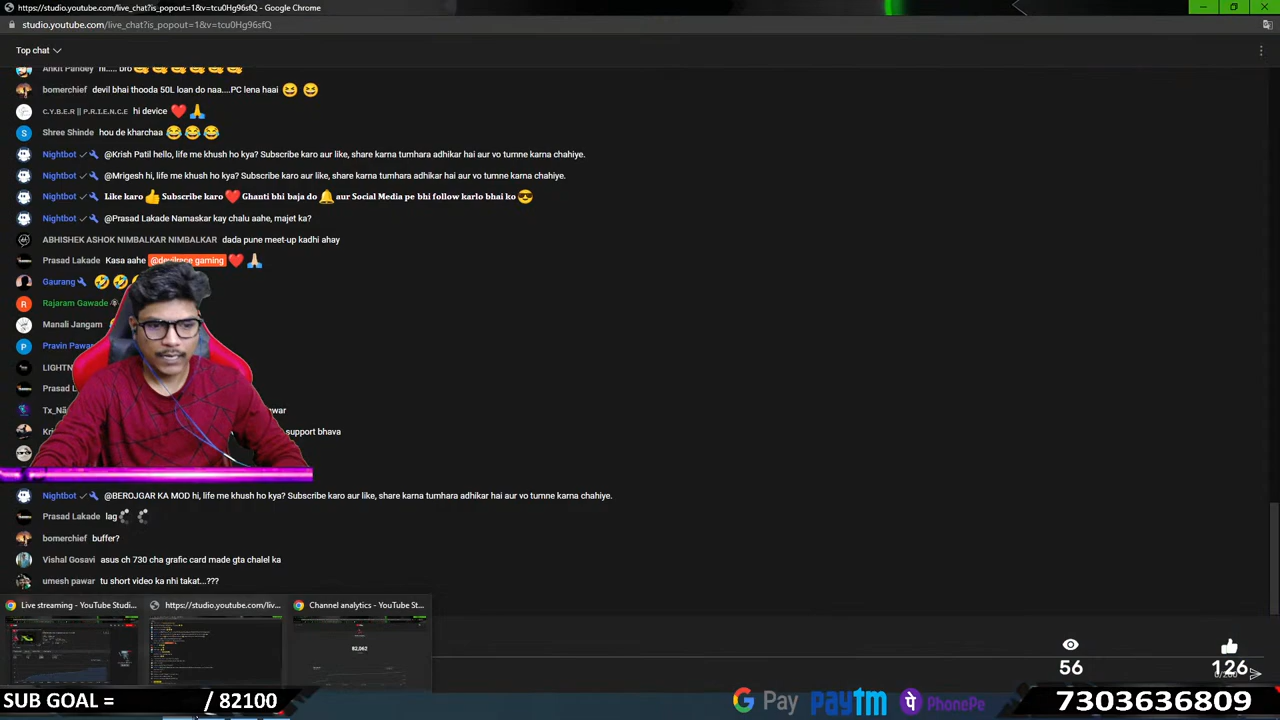 https://studio.youtube.com/live_chat?is_popout=1&v=tcu0Hg96sfQ - Google Chrome
studio.youtube.com/live_chat?is_popout=1&v=tcu0Hg96sfQ
Top chat
Ankit Pandey hi..... bro
bomerchief devil bhai thooda 50L loan do naa....PC lena haai
C.Y.B.E.R || P.R.I.E.N.C.E hi device
Shree Shinde hou de kharchaa
Nightbot @Krish Patil hello, life me khush ho kya? Subscribe karo aur like, share karna tumhara adhikar hai aur vo tumne karna chahiye.
Nightbot @Mrigesh hi, life me khush ho kya? Subscribe karo aur like, share karna tumhara adhikar hai aur vo tumne karna chahiye.
Nightbot Like karo 👍 Subscribe karo ❤️ Ghanti bhi baja do 🔔 aur Social Media pe bhi follow karlo bhai ko 😎
Nightbot @Prasad Lakade Namaskar kay chalu aahe, majet ka?
ABHISHEK ASHOK NIMBALKAR NIMBALKAR dada pune meet-up kadhi ahay
Prasad Lakade Kasa aahe gaming
Gaurang
Rajaram Gawade
Manali Jangam
Pravin Pawar
support bhava
Nightbot @BEROJGAR KA MOD hi, life me khush ho kya? Subscribe karo aur like, share karna tumhara adhikar hai aur vo tumne karna chahiye.
Prasad Lakade lag
bomerchief buffer?
Vishal Gosavi asus ch 730 cha grafic card made gta chalel ka
umesh pawar tu short video ka nhi takat...???
Live streaming - YouTube Studi... https://studio.youtube.com/liv... Channel analytics - YouTube St...
82,062
56 126
SUB GOAL = / 82100 G Pay paytm PhonePe 7303636809